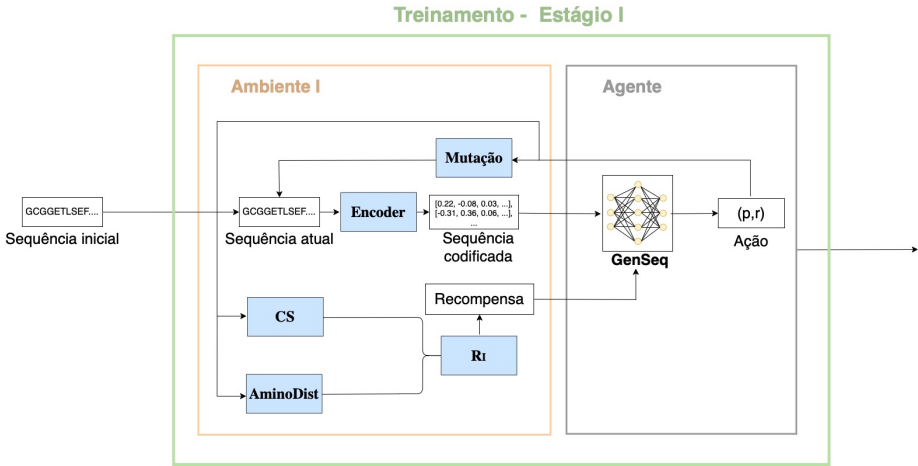 Treinamento - Estágio I
Ambiente I
Agente
Mutação
GCGGETLSEF....
Sequência inicial
GCGGETLSEF....
Sequência atual
Encoder
[0.22, -0.08, 0.03, ...],
[-0.31, 0.36, 0.06, ...],
...
Sequência
codificada
GenSeq
(p,r)
Ação
Recompensa
CS
RI
AminoDist